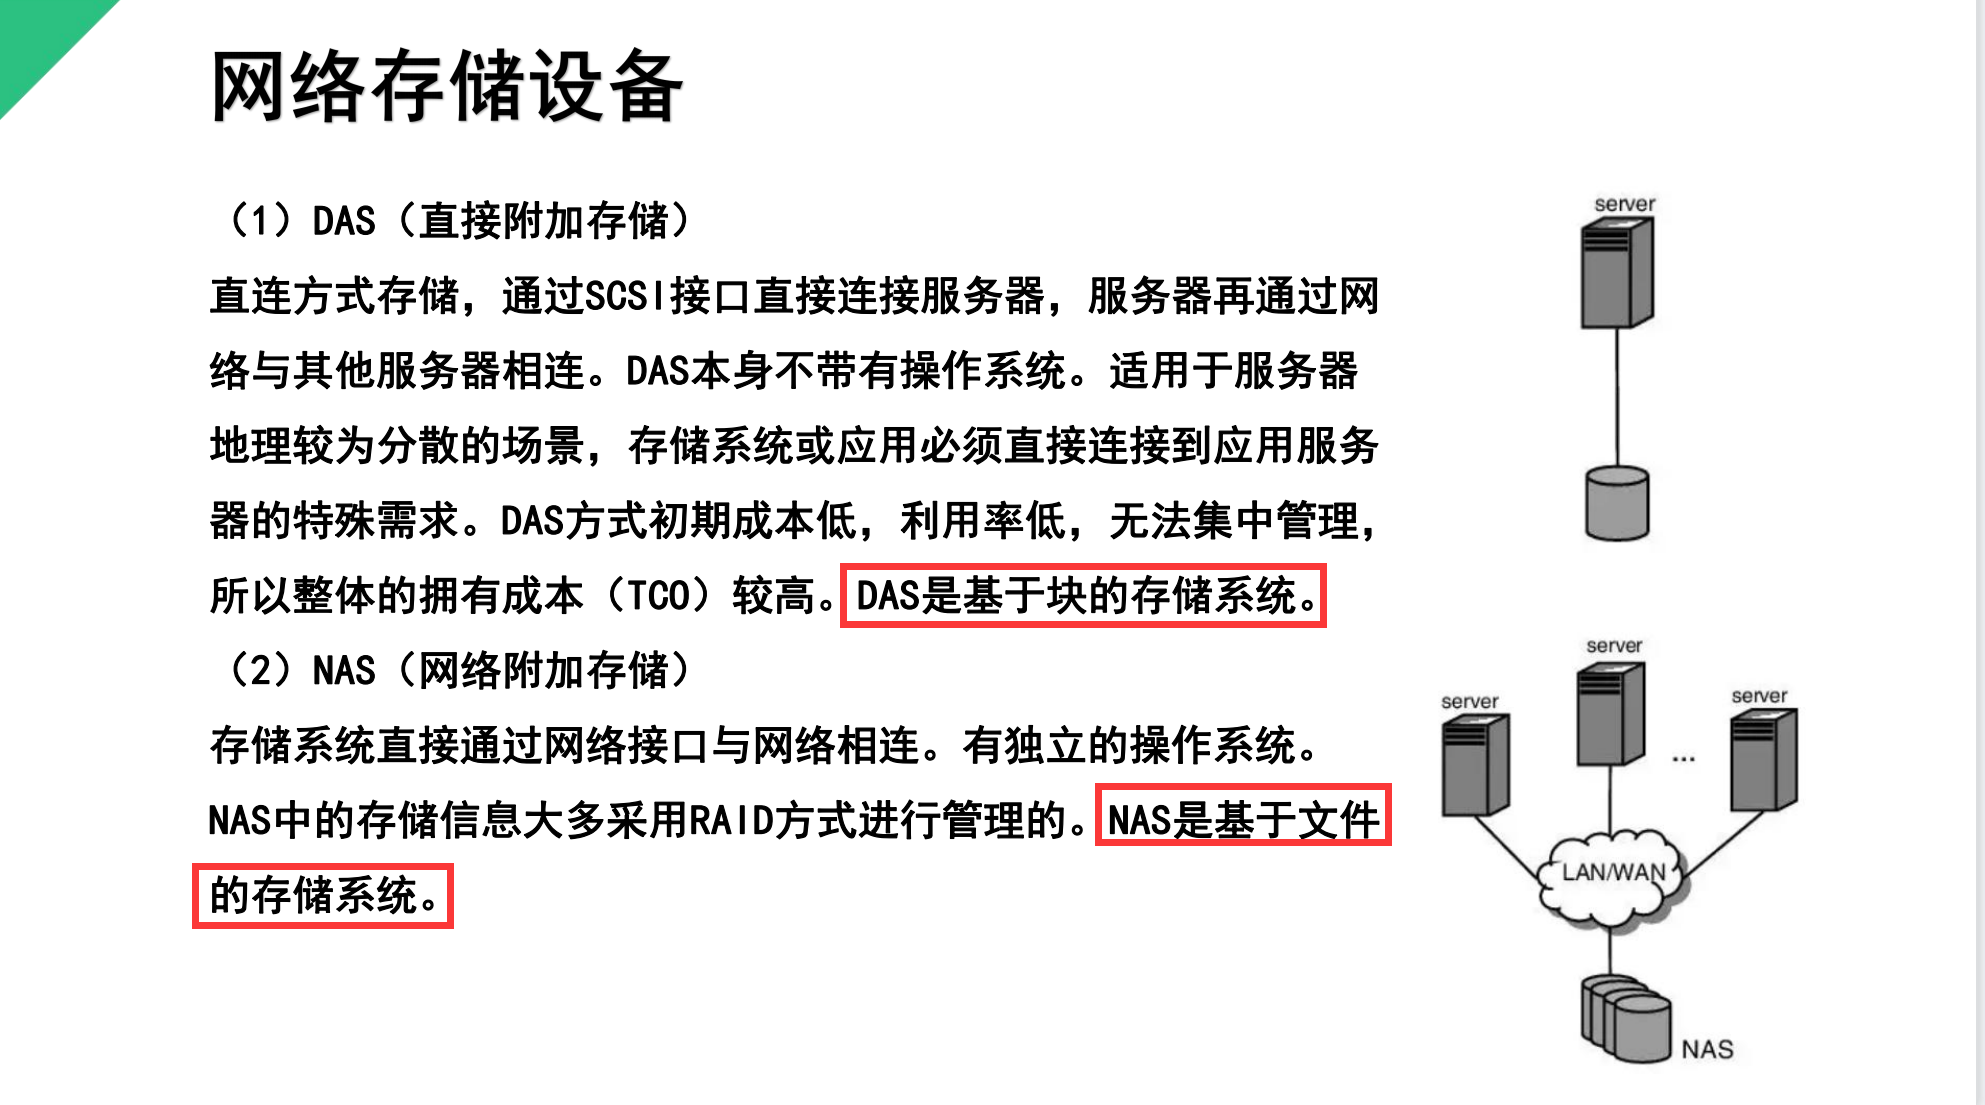 网络存储设备
（1）DAS（直接附加存储）
直连方式存储，通过SCSI接口直接连接服务器，服务器再通过网
络与其他服务器相连。DAS本身不带有操作系统。适用于服务器
地理较为分散的场景，存储系统或应用必须直接连接到应用服务
器的特殊需求。DAS方式初期成本低，利用率低，无法集中管理，
所以整体的拥有成本（TCO）较高。DAS是基于块的存储系统。
（2）NAS（网络附加存储）
存储系统直接通过网络接口与网络相连。有独立的操作系统。
NAS中的存储信息大多采用RAID方式进行管理的。NAS是基于文件
的存储系统。
server
server
server
server
...
LAN/WAN
NAS